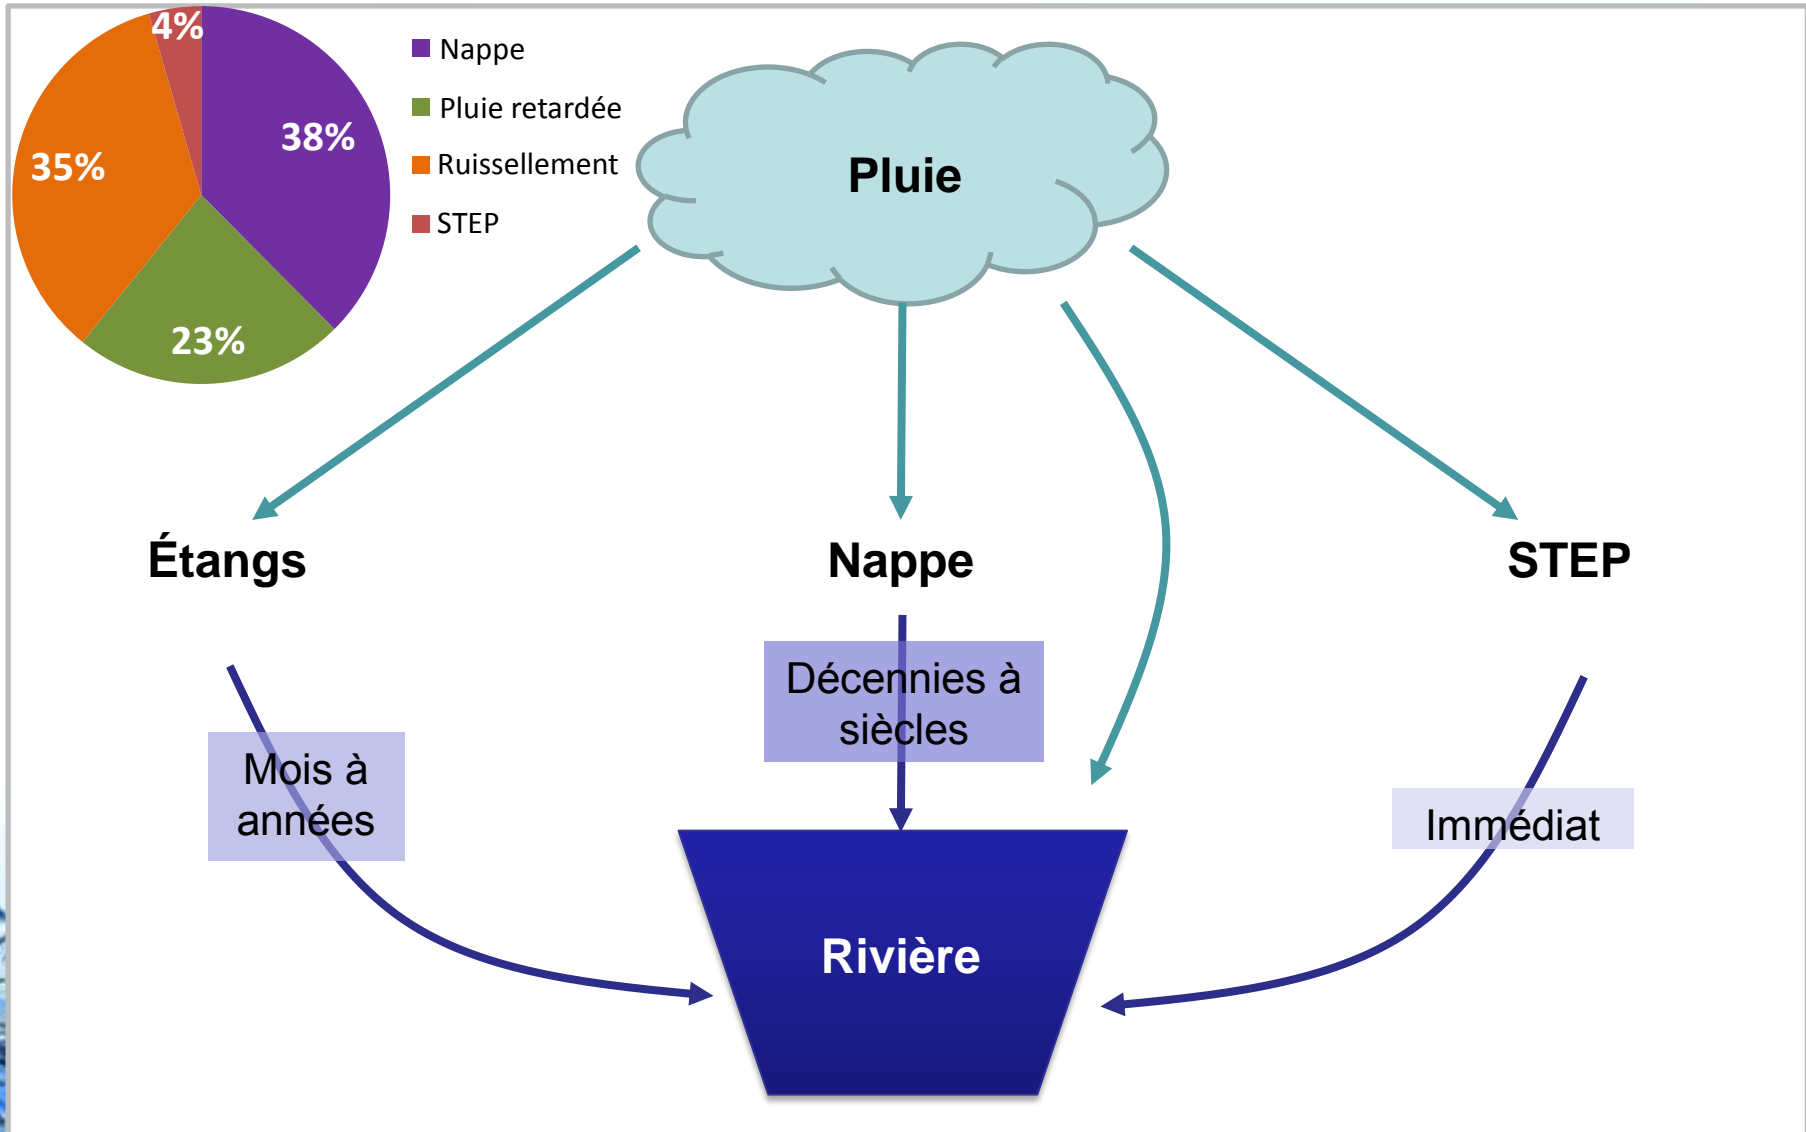 4%
38%
35%
23%
Nappe
Pluie retardée
Ruissellement
STEP
Pluie
Étangs
Nappe
STEP
Décennies à
siècles
Mois à
années
Immédiat
Rivière